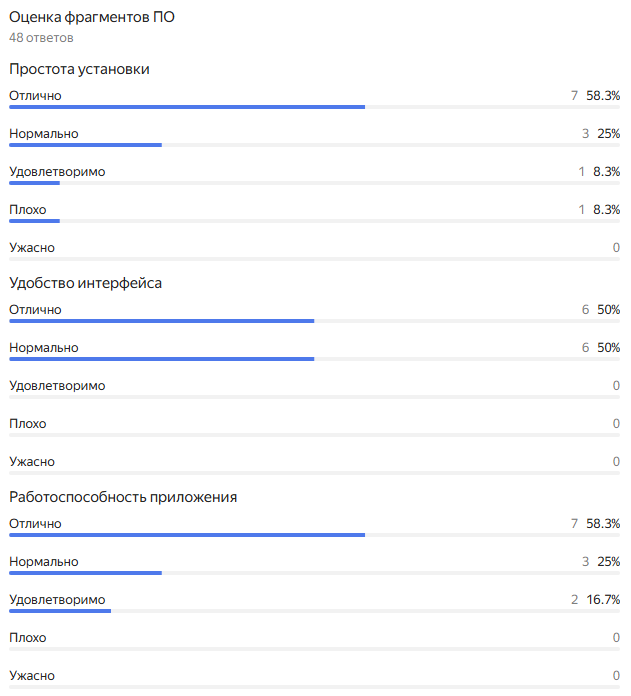 Оценка фрагментов ПО
48 ответов
Простота установки
Отлично 7 58.3%
Нормально 3 25%
Удовлетворимо 1 8.3%
Плохо 1 8.3%
Ужасно 0
Удобство интерфейса
Отлично 6 50%
Нормально 6 50%
Удовлетворимо 0
Плохо 0
Ужасно 0
Работоспособность приложения
Отлично 7 58.3%
Нормально 3 25%
Удовлетворимо 2 16.7%
Плохо 0
Ужасно 0